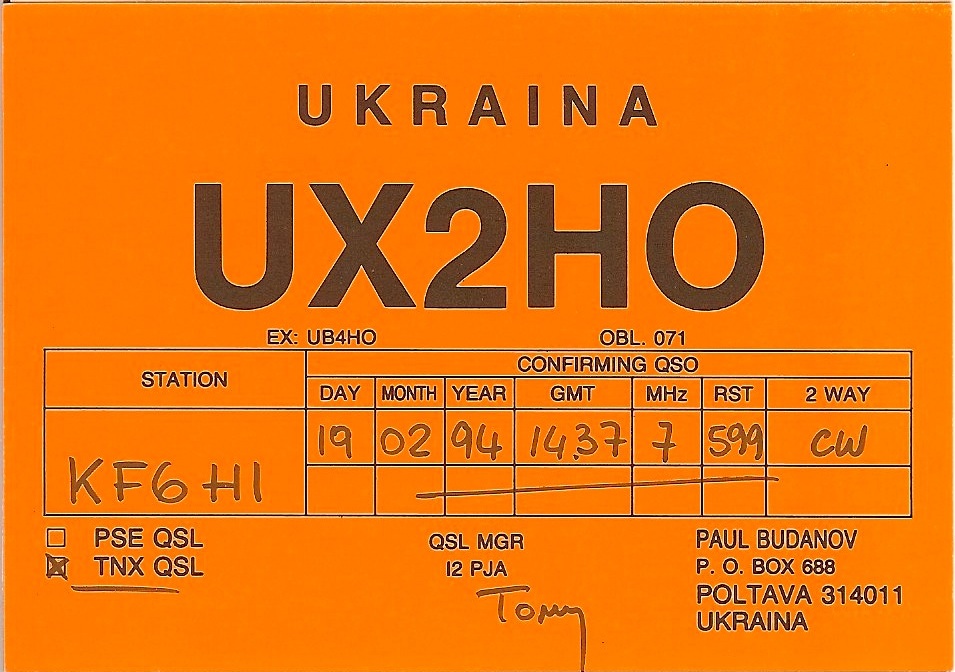 UKRAINA
UX2HO
EX: UB4HO OBL. 071
STATION CONFIRMING QSO
DAY MONTH YEAR GMT MHz RST 2 WAY
19 02 94 14.37 7 599 CW
KF6HI
PSE QSL QSL MGR PAUL BUDANOV
TNX QSL I2 PJA P. O. BOX 688
Tony POLTAVA 314011
UKRAINA